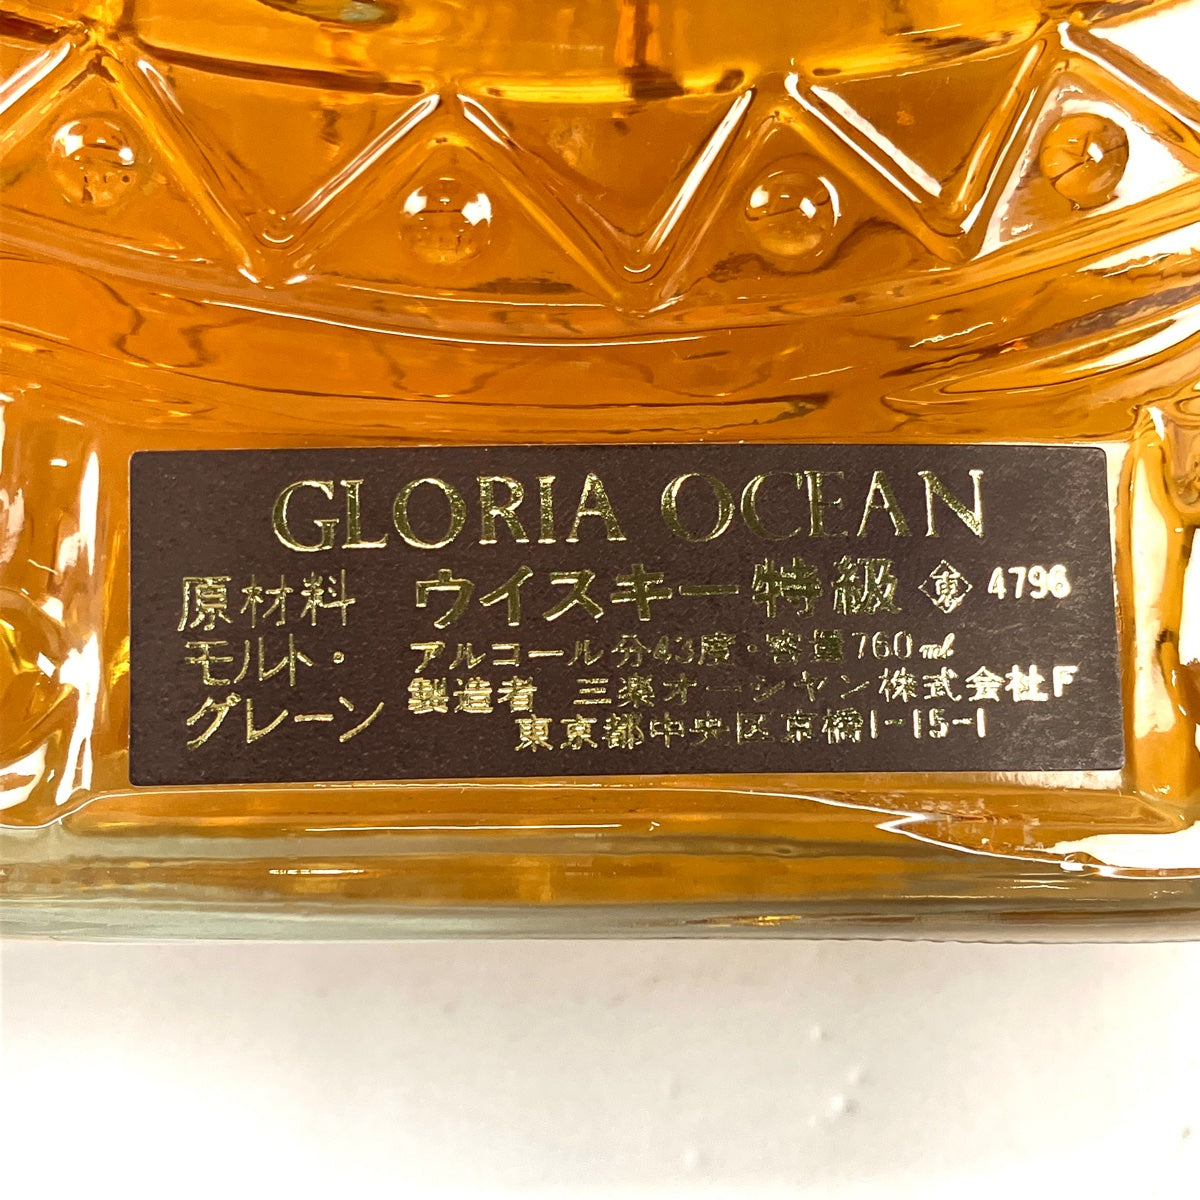 GLORIA OCEAN
原材料 ウイスキー特級 東 4796
モルト・ アルコール分43度・容量760㎖
グレーン 製造者 三楽オーシャン株式会社F
東京都中央区京橋1-15-1